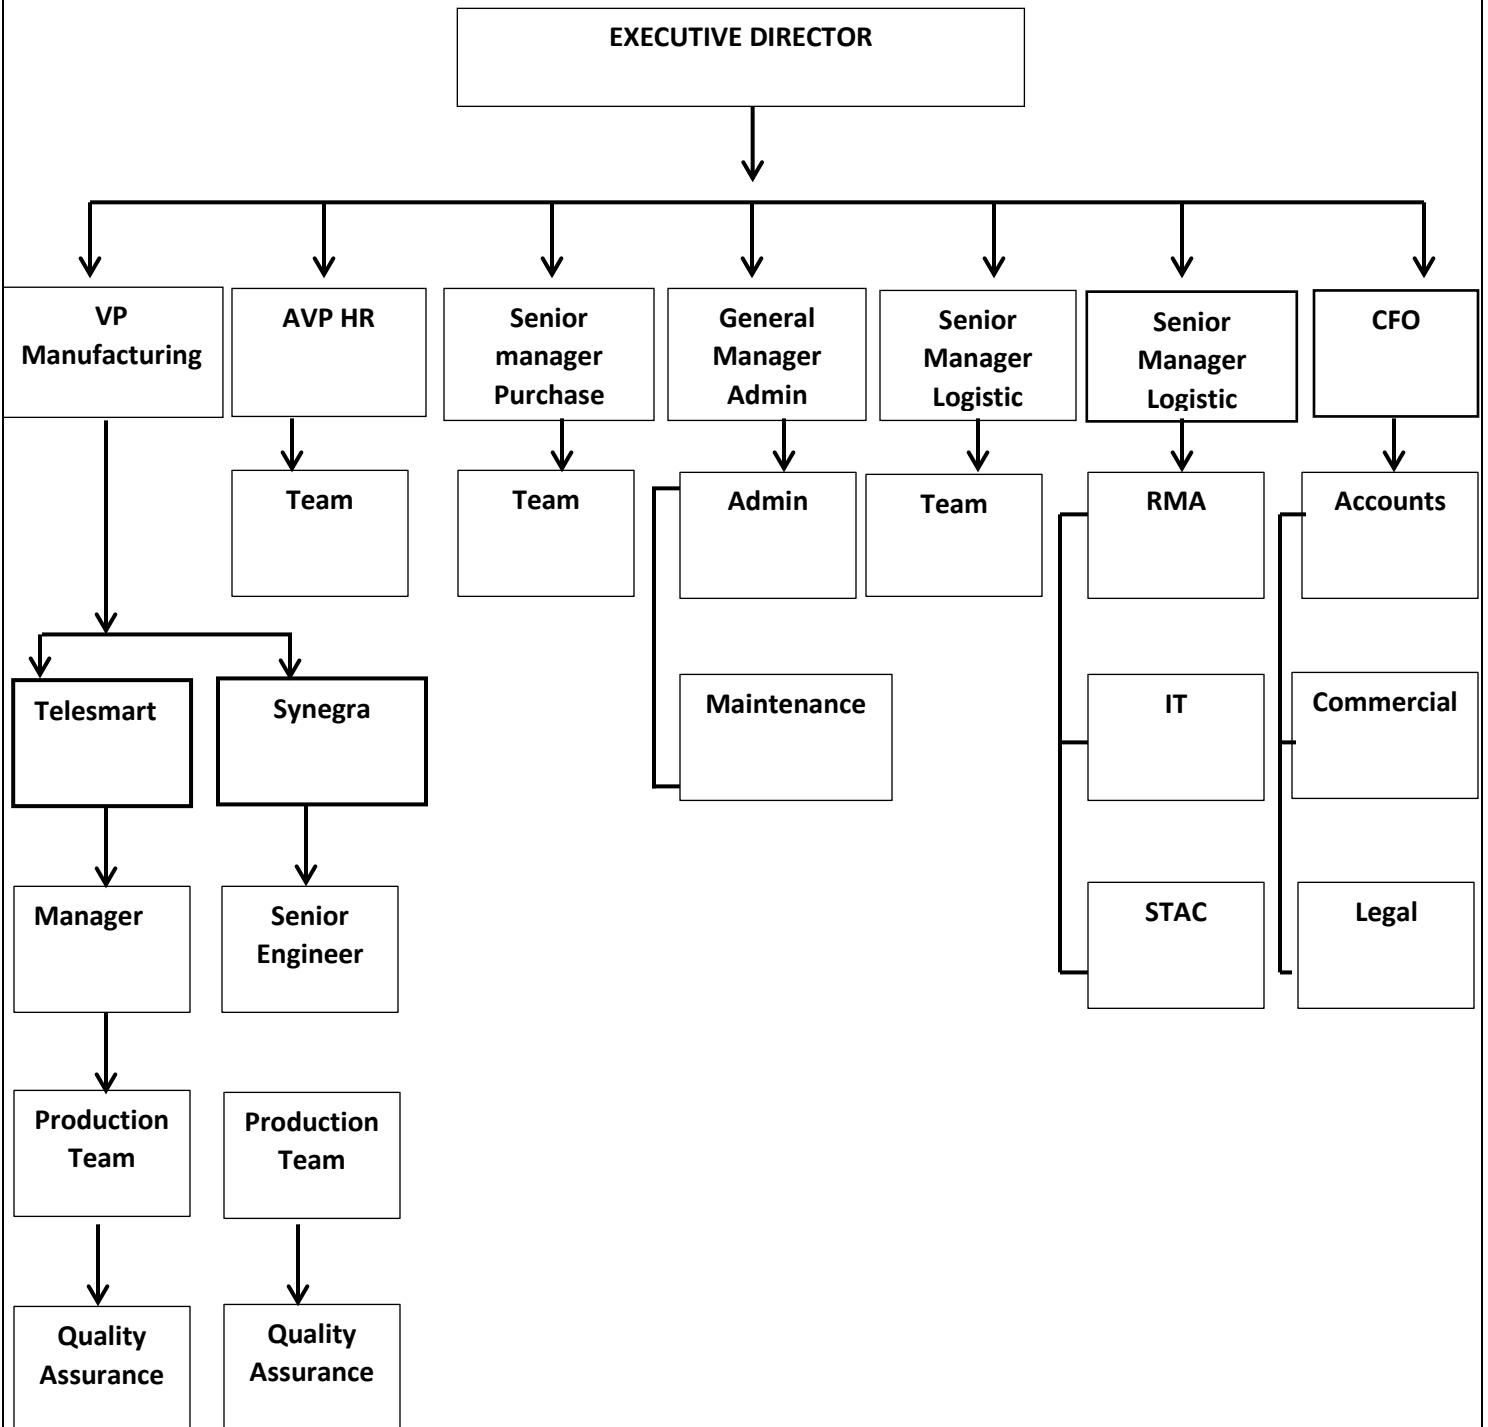 EXECUTIVE DIRECTOR
VP
Manufacturing
AVP HR
Senior
manager
Purchase
General
Manager
Admin
Senior
Manager
Logistic
Senior
Manager
Logistic
CFO
Team
Team
Admin
Team
RMA
Accounts
Telesmart
Synegra
Maintenance
IT
Commercial
Manager
Senior
Engineer
STAC
Legal
Production
Team
Production
Team
Quality
Assurance
Quality
Assurance